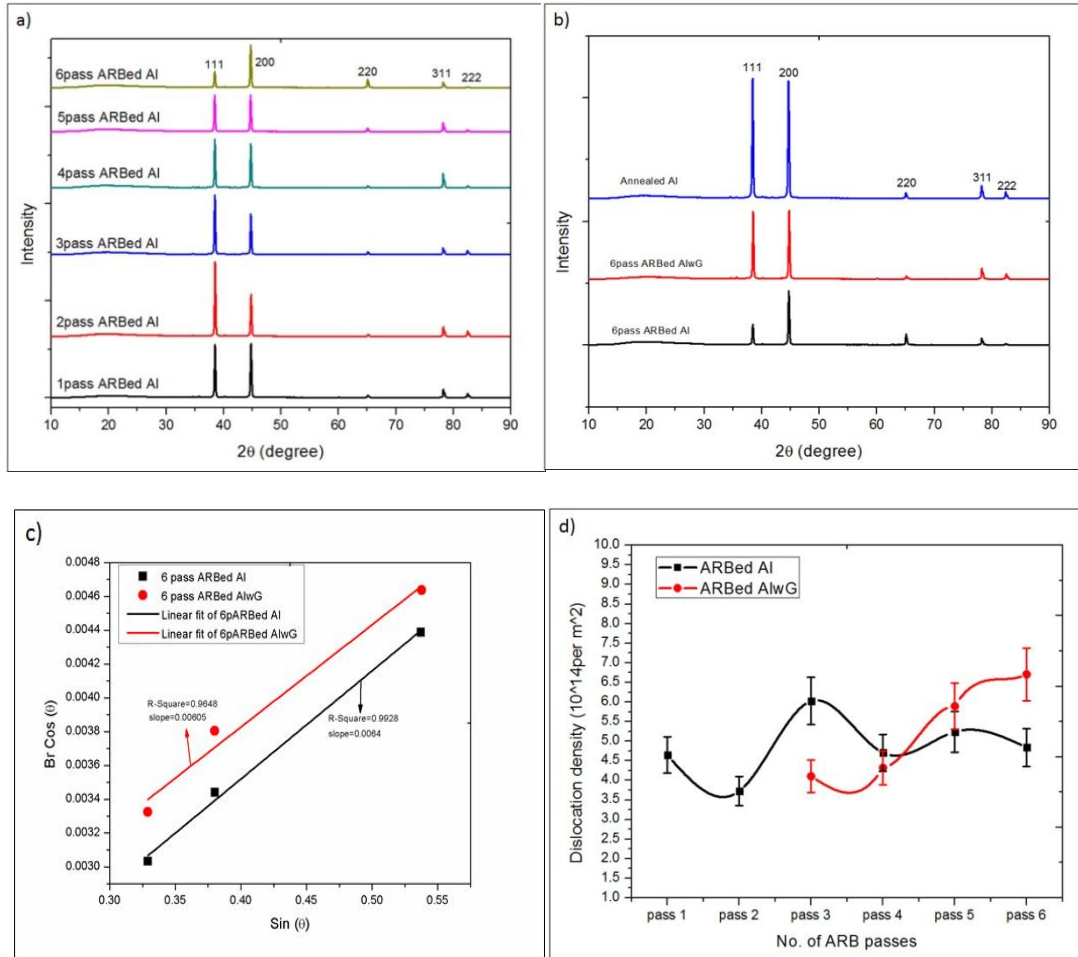 a)
6pass ARBed Al
5pass ARBed Al
4pass ARBed Al
3pass ARBed Al
2pass ARBed Al
1pass ARBed Al
111
200
220
311
222
Intensity
10 20 30 40 50 60 70 80 90
2θ (degree)
b)
111
200
220
311
222
Annealed Al
6pass ARBed AlwG
6pass ARBed Al
Intensity
10 20 30 40 50 60 70 80 90
2θ (degree)
c)
0.0048
0.0046
0.0044
0.0042
0.0040
0.0038
0.0036
0.0034
0.0032
0.0030
Br Cos (θ)
6 pass ARBed Al
6 pass ARBed AlwG
Linear fit of 6pARBed Al
Linear fit of 6pARBed AlwG
R-Square=0.9648
slope=0.00605
R-Square=0.9928
slope=0.0064
0.30 0.35 0.40 0.45 0.50 0.55
Sin (θ)
d)
10.0
9.5
9.0
8.5
8.0
7.5
7.0
6.5
6.0
5.5
5.0
4.5
4.0
3.5
3.0
2.5
2.0
1.5
1.0
Dislocation density (10^14per m^2)
ARBed Al
ARBed AlwG
pass 1 pass 2 pass 3 pass 4 pass 5 pass 6
No. of ARB passes